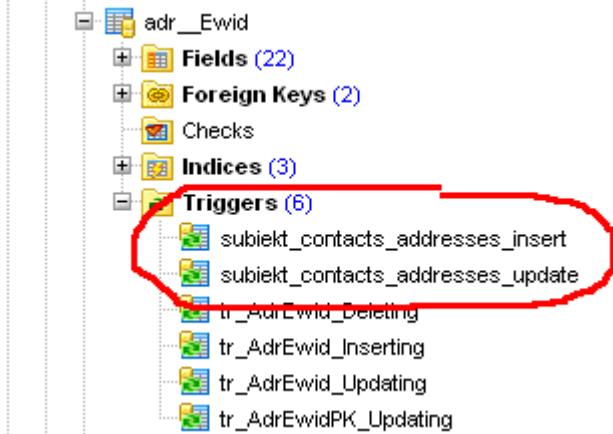 adr__Ewid
Fields (22)
Foreign Keys (2)
Checks
Indices (3)
Triggers (6)
subiekt_contacts_addresses_insert
subiekt_contacts_addresses_update
tr_AdrEwid_Deleting
tr_AdrEwid_Inserting
tr_AdrEwid_Updating
tr_AdrEwidPK_Updating